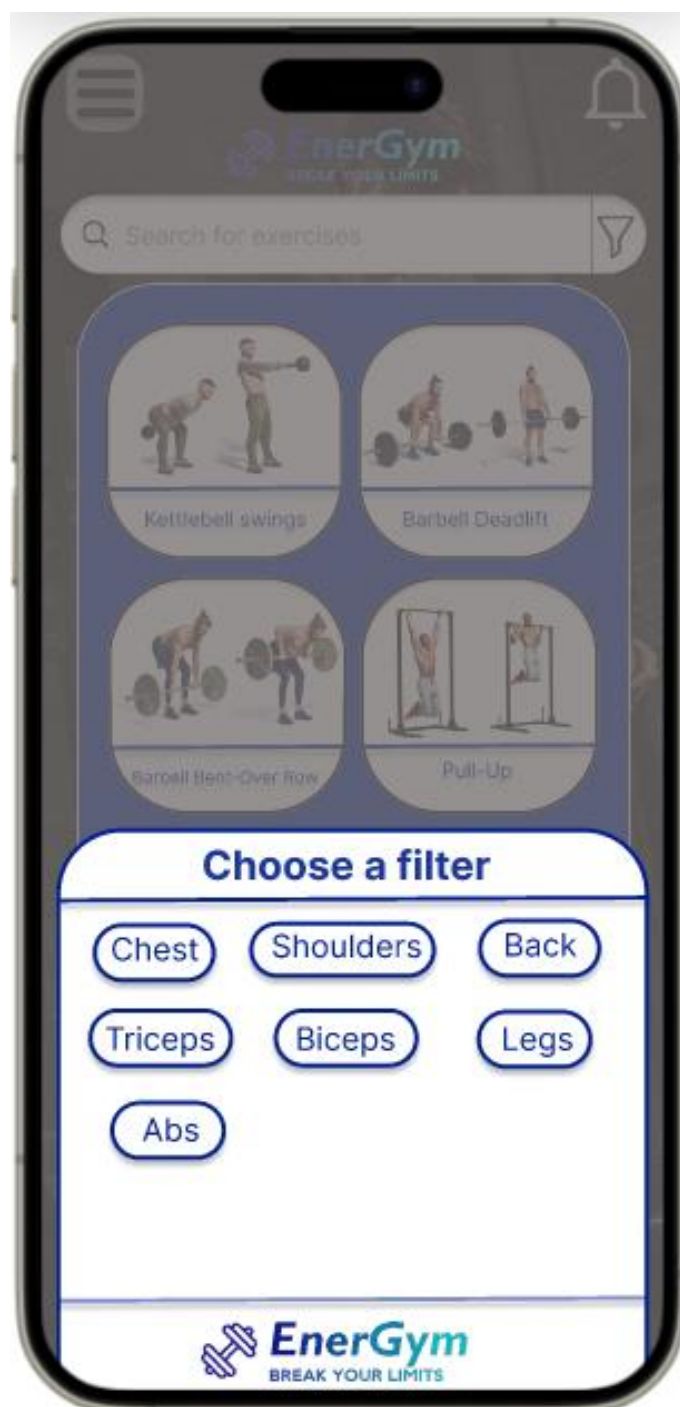 EnerGym
BREAK YOUR LIMITS
Search for exercises
Kettlebell swings
Barbell Deadlift
Barbell Bent-Over Row
Pull-Up
Choose a filter
Chest
Shoulders
Back
Triceps
Biceps
Legs
Abs
EnerGym
BREAK YOUR LIMITS